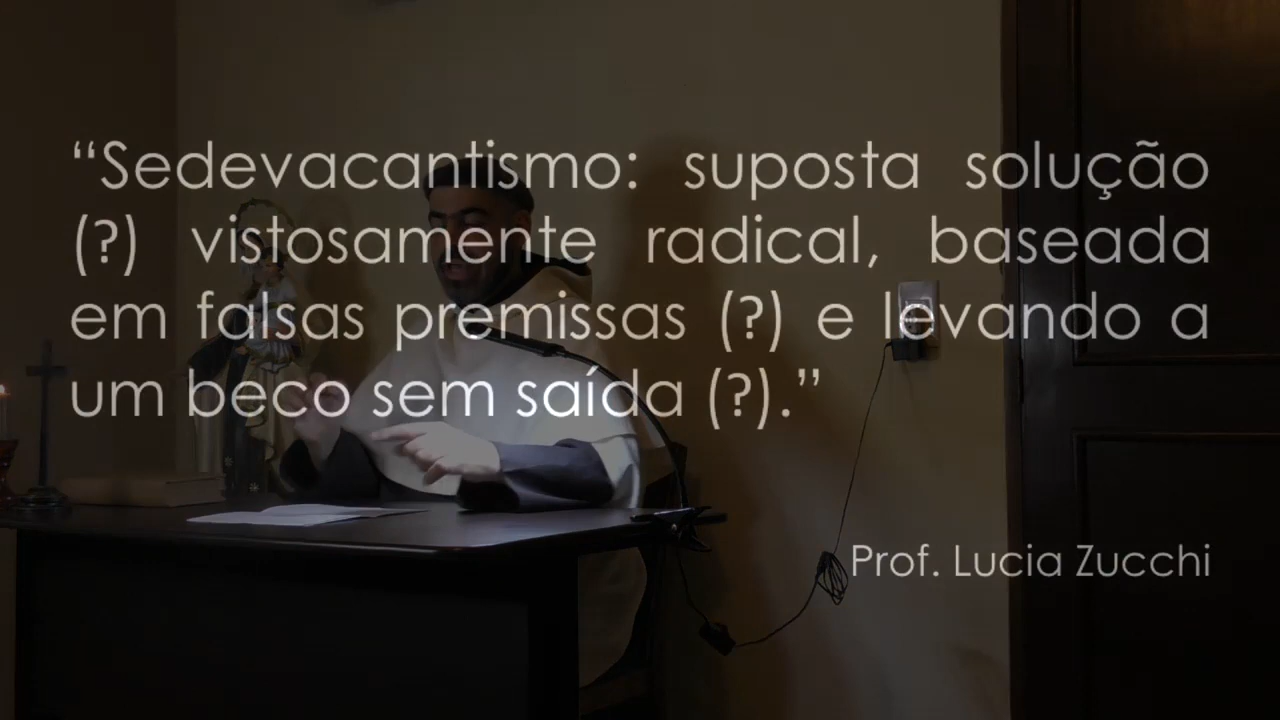 “Sedevacantismo: suposta solução
(?) vistosamente radical, baseada
em falsas premissas (?) e levando a
um beco sem saída (?).”
Prof. Lucia Zucchi